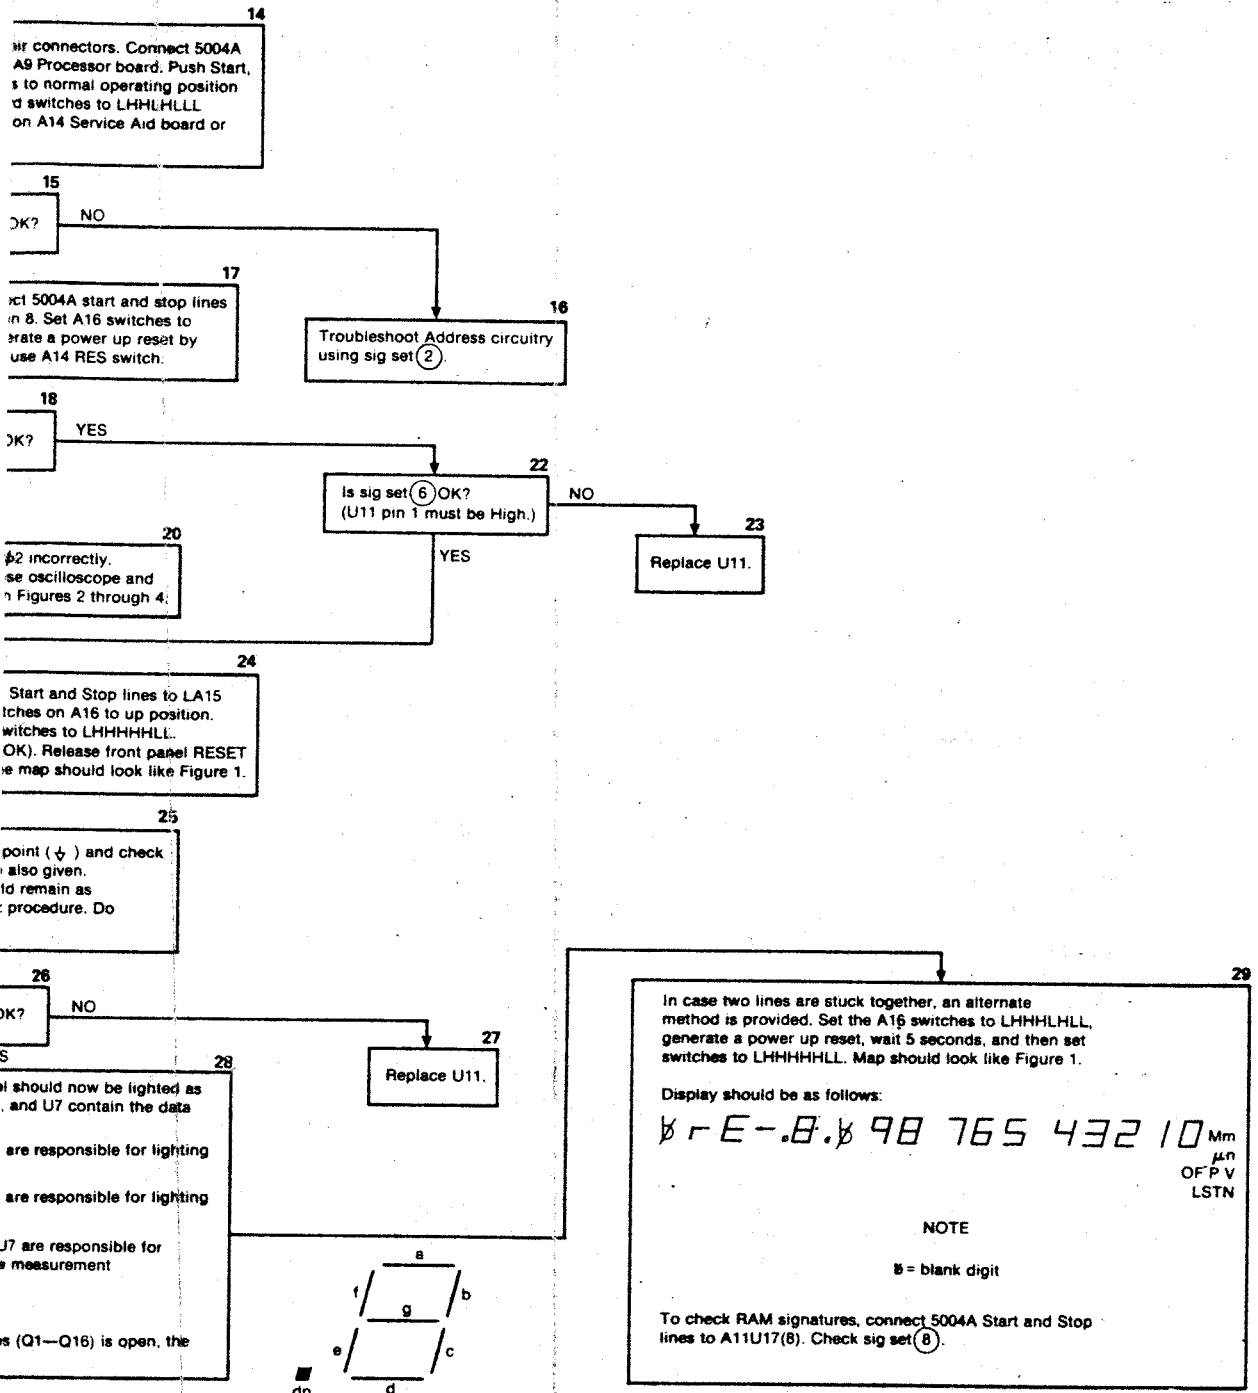 14
connectors. Connect 5004A
A9 Processor board. Push Start,
to normal operating position
switches to LHHLHLLL
on A14 Service Aid board or
15
OK?
NO
17
5004A start and stop lines
8. Set A16 switches to
a power up reset by
use A14 RES switch.
16
Troubleshoot Address circuitry
using sig set 2.
18
OK?
YES
22
Is sig set 6 OK?
(U11 pin 1 must be High.)
NO
YES
23
Replace U11.
20
ϕ2 incorrectly.
oscilloscope and
Figures 2 through 4.
24
Start and Stop lines to LA15
on A16 to up position.
to LHHHHHLL.
OK). Release front panel RESET
map should look like Figure 1.
25
point ( ) and check
also given.
remain as
procedure. Do
26
OK?
NO
27
Replace U11.
28
should now be lighted as
, and U7 contain the data
are responsible for lighting
are responsible for lighting
U7 are responsible for
measurement
(Q1—Q16) is open, the
a
f
b
g
e
c
d
dp
29
In case two lines are stuck together, an alternate
method is provided. Set the A16 switches to LHHHLHLL,
generate a power up reset, wait 5 seconds, and then set
switches to LHHHHHLL. Map should look like Figure 1.
Display should be as follows:
ƀ r E -.8.ƀ 98 765 43210 Mm
μn
OF P V
LSTN
NOTE
ƀ = blank digit
To check RAM signatures, connect 5004A Start and Stop
lines to A11U17(8). Check sig set 8.